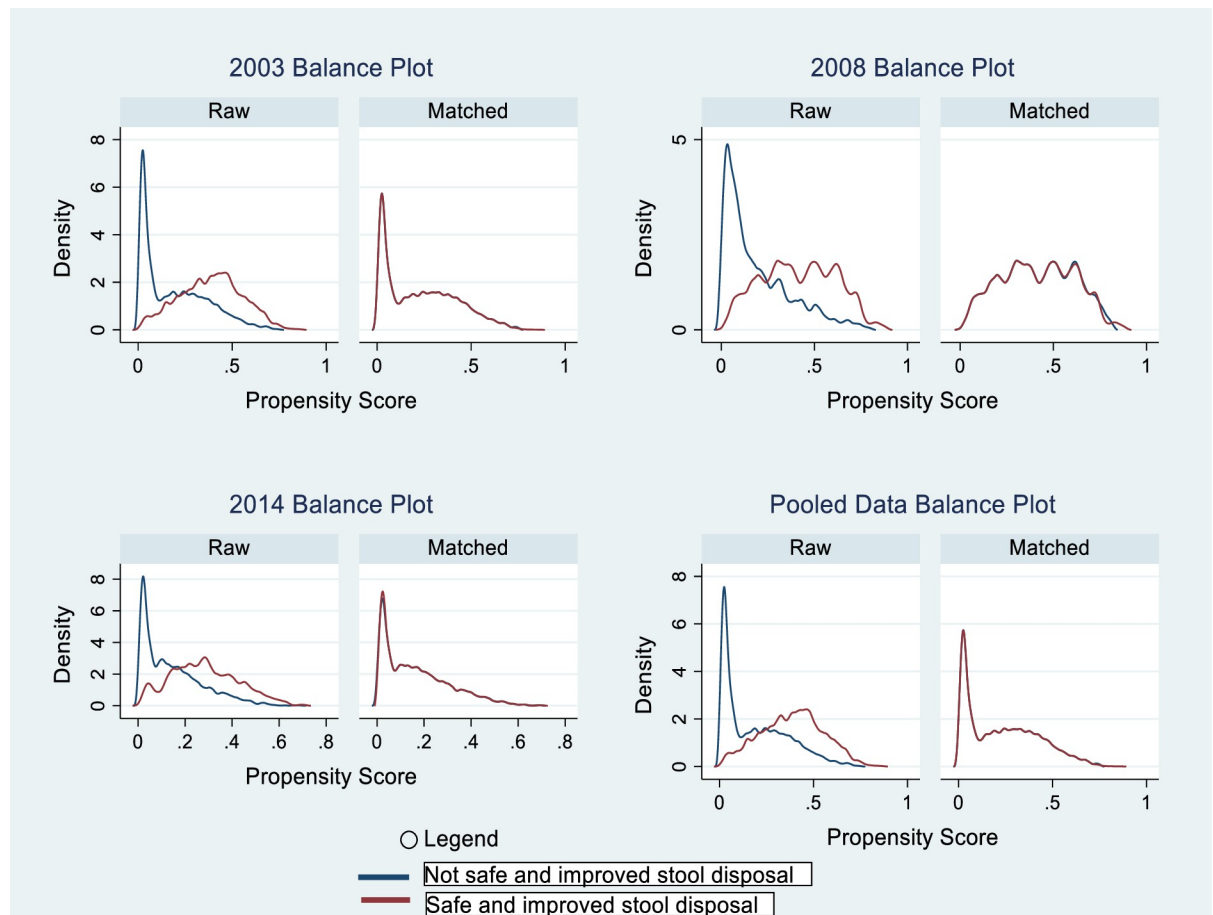 2003 Balance Plot
Raw
Matched
8
6
4
2
0
Density
0 .5 1
0 .5 1
Propensity Score
2008 Balance Plot
Raw
Matched
5
0
Density
0 .5 1
0 .5 1
Propensity Score
2014 Balance Plot
Raw
Matched
8
6
4
2
0
Density
0 .2 .4 .6 .8
0 .2 .4 .6 .8
Propensity Score
Pooled Data Balance Plot
Raw
Matched
8
6
4
2
0
Density
0 .5 1
0 .5 1
Propensity Score
Legend
Not safe and improved stool disposal
Safe and improved stool disposal